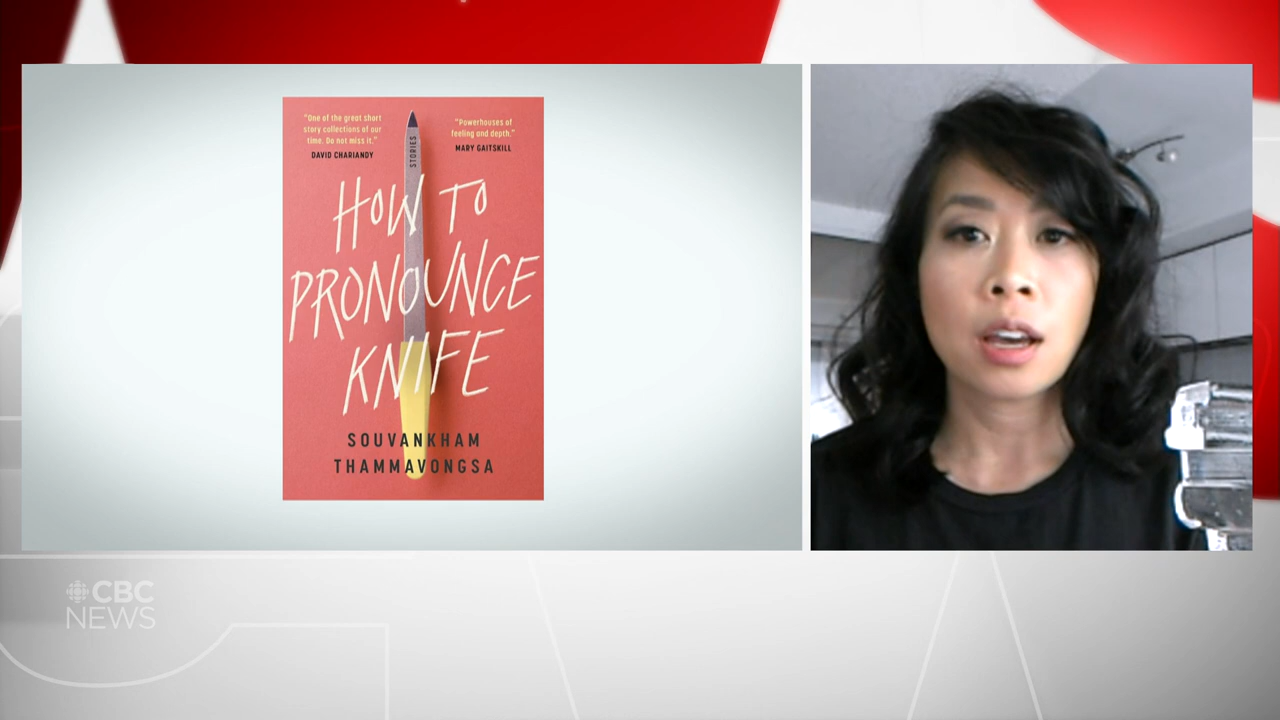 "One of the great short
story collections of our
time. Do not miss it."
DAVID CHARIANDY
"Powerhouses of
feeling and depth."
MARY GAITSKILL
STORIES
HOW TO
PRONOUNCE
KNIFE
SOUVANKHAM
THAMMAVONGSA
CBC
NEWS